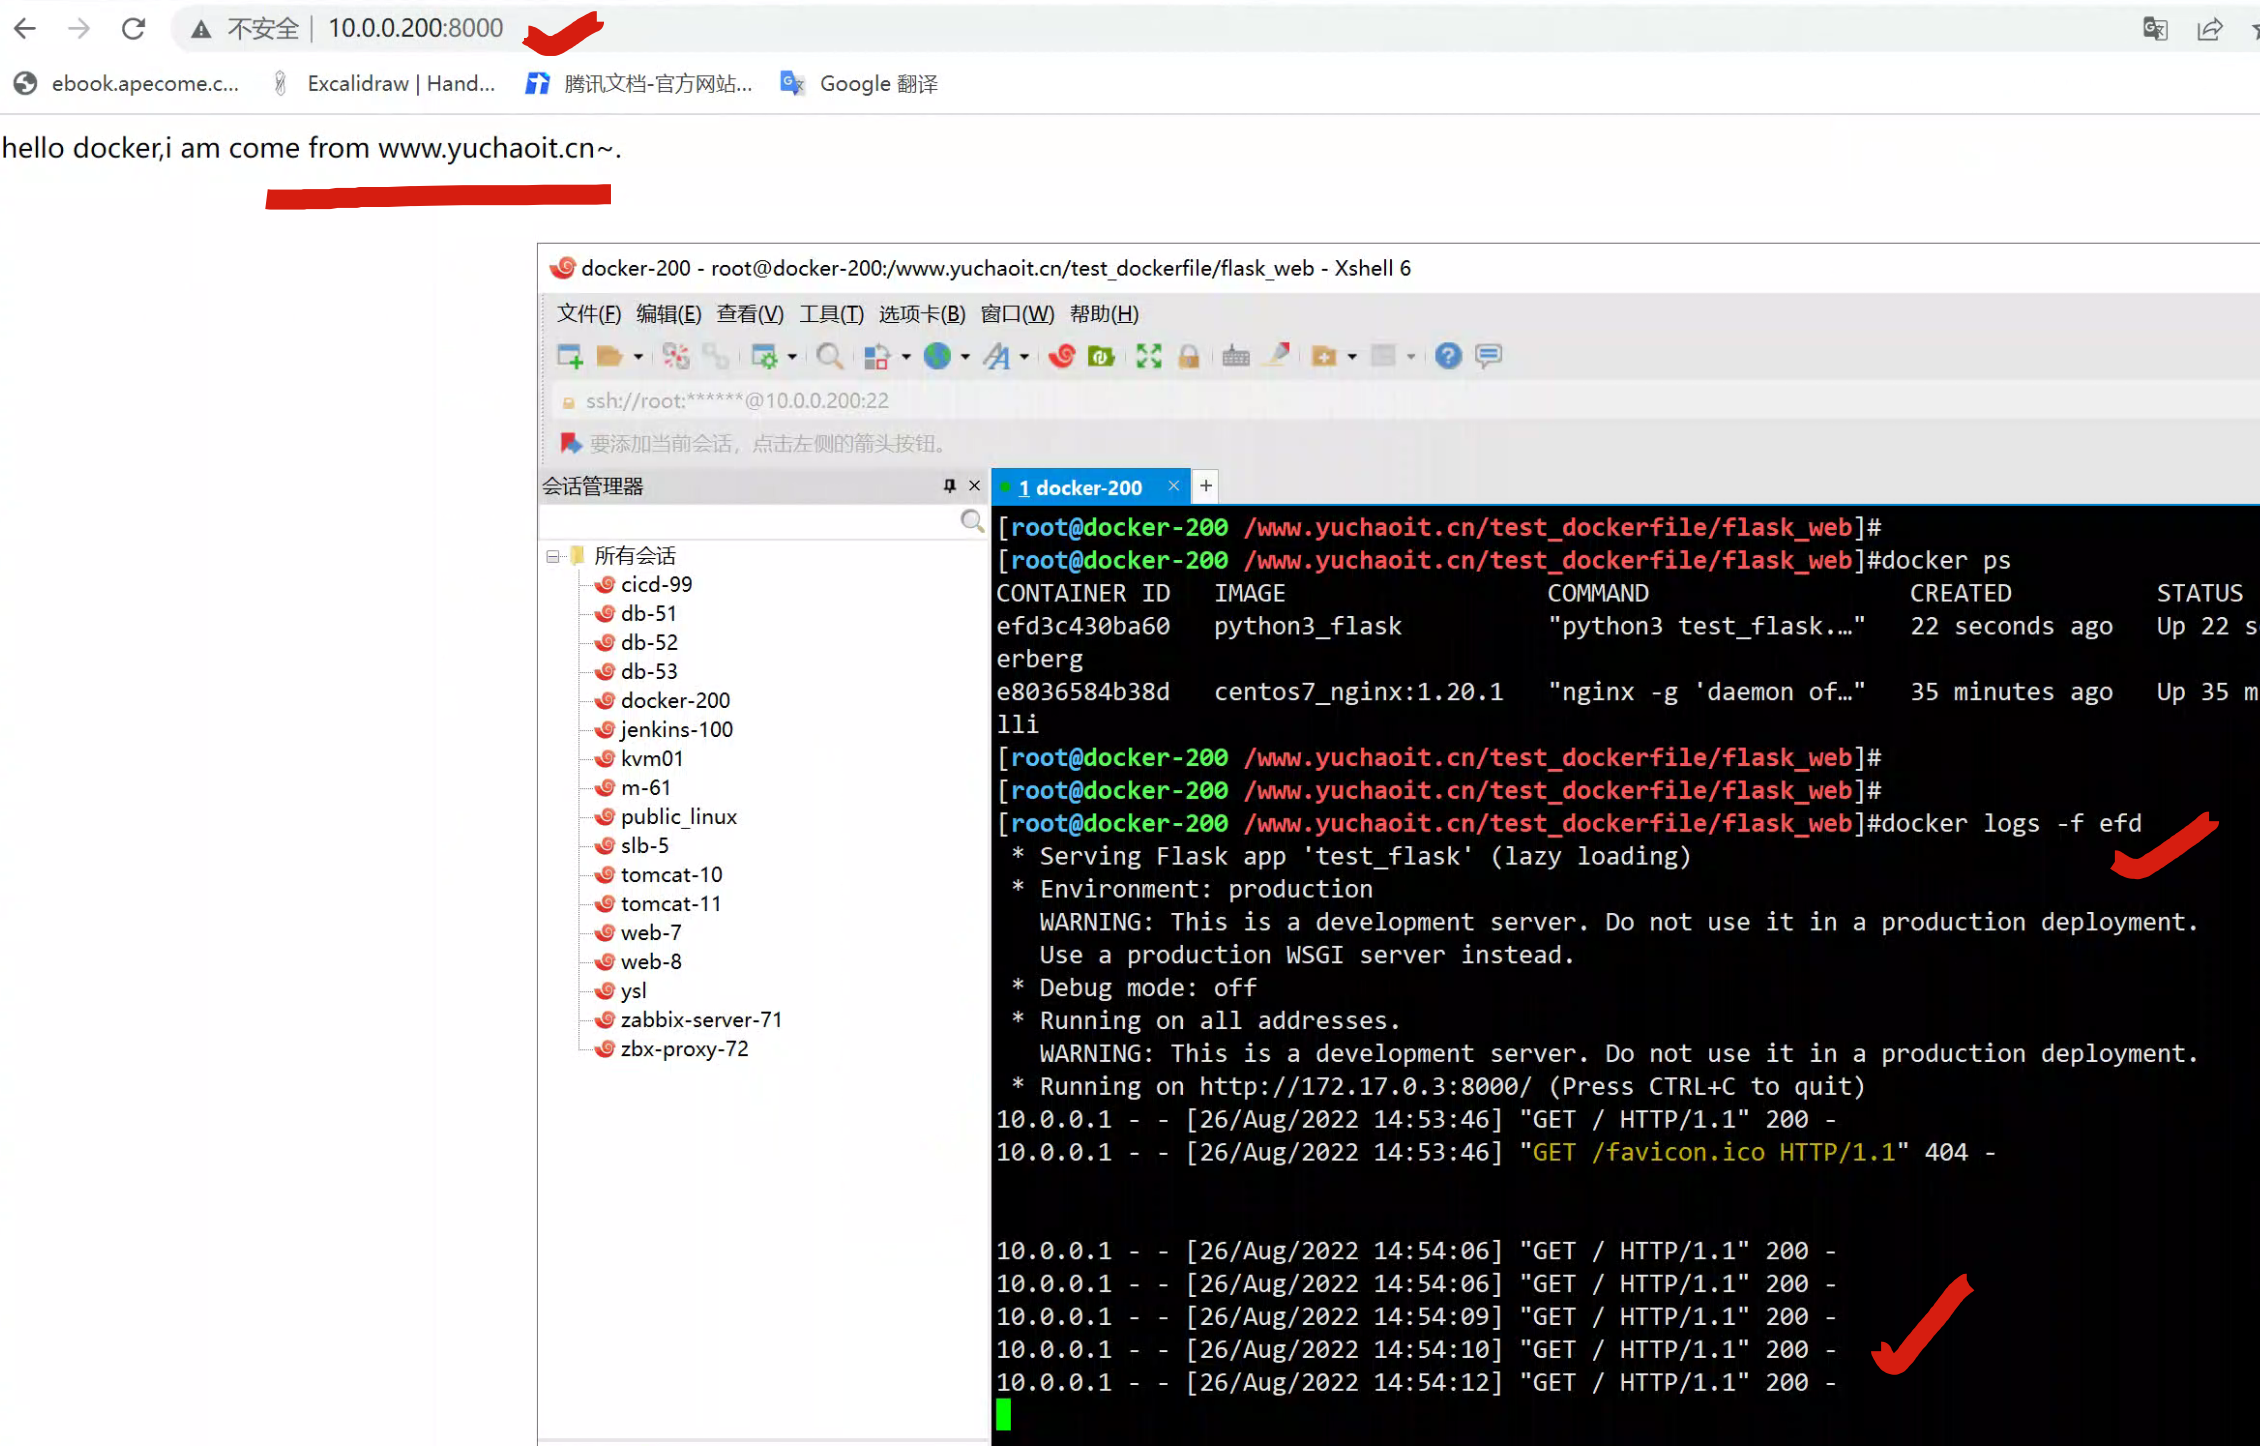 不安全 | 10.0.0.200:8000
ebook.apecome.c... Excalidraw | Hand... 腾讯文档-官方网站... Google 翻译
hello docker,i am come from www.yuchaoit.cn~.
docker-200 - root@docker-200:/www.yuchaoit.cn/test_dockerfile/flask_web - Xshell 6
文件(F) 编辑(E) 查看(V) 工具(T) 选项卡(B) 窗口(W) 帮助(H)
ssh://root:******@10.0.0.200:22
要添加当前会话，点击左侧的箭头按钮。
会话管理器
所有会话
cicd-99
db-51
db-52
db-53
docker-200
jenkins-100
kvm01
m-61
public_linux
slb-5
tomcat-10
tomcat-11
web-7
web-8
ysl
zabbix-server-71
zbx-proxy-72
1 docker-200 × +
[root@docker-200 /www.yuchaoit.cn/test_dockerfile/flask_web]#
[root@docker-200 /www.yuchaoit.cn/test_dockerfile/flask_web]#docker ps
CONTAINER ID IMAGE COMMAND CREATED STATUS
efd3c430ba60 python3_flask "python3 test_flask.…" 22 seconds ago Up 22 s
erberg
e8036584b38d centos7_nginx:1.20.1 "nginx -g 'daemon of…" 35 minutes ago Up 35 m
lli
[root@docker-200 /www.yuchaoit.cn/test_dockerfile/flask_web]#
[root@docker-200 /www.yuchaoit.cn/test_dockerfile/flask_web]#
[root@docker-200 /www.yuchaoit.cn/test_dockerfile/flask_web]#docker logs -f efd
* Serving Flask app 'test_flask' (lazy loading)
* Environment: production
WARNING: This is a development server. Do not use it in a production deployment.
Use a production WSGI server instead.
* Debug mode: off
* Running on all addresses.
WARNING: This is a development server. Do not use it in a production deployment.
* Running on http://172.17.0.3:8000/ (Press CTRL+C to quit)
10.0.0.1 - - [26/Aug/2022 14:53:46] "GET / HTTP/1.1" 200 -
10.0.0.1 - - [26/Aug/2022 14:53:46] "GET /favicon.ico HTTP/1.1" 404 -
10.0.0.1 - - [26/Aug/2022 14:54:06] "GET / HTTP/1.1" 200 -
10.0.0.1 - - [26/Aug/2022 14:54:06] "GET / HTTP/1.1" 200 -
10.0.0.1 - - [26/Aug/2022 14:54:09] "GET / HTTP/1.1" 200 -
10.0.0.1 - - [26/Aug/2022 14:54:10] "GET / HTTP/1.1" 200 -
10.0.0.1 - - [26/Aug/2022 14:54:12] "GET / HTTP/1.1" 200 -